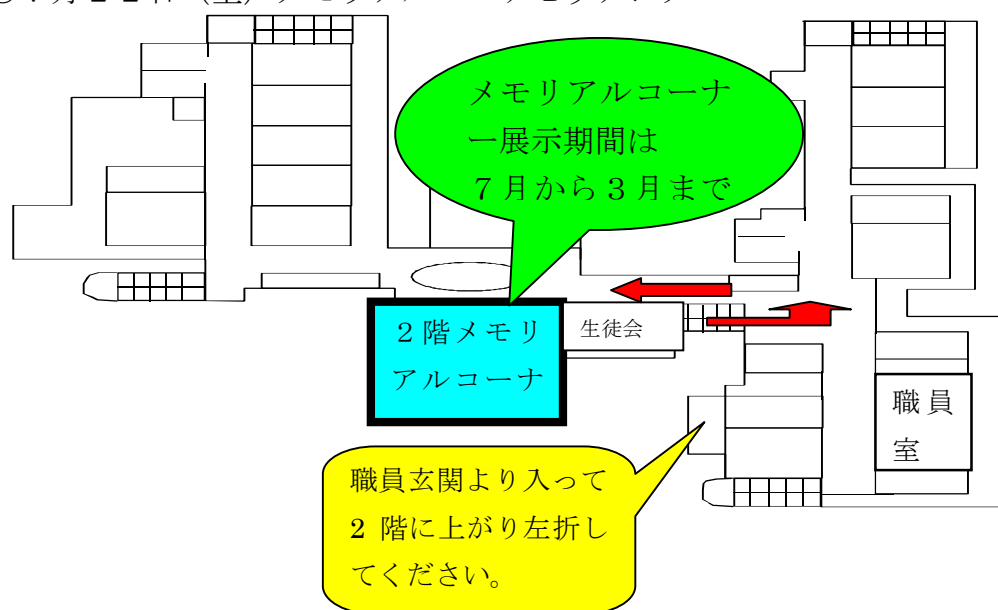 メモリアルコーナ
ー展示期間は
７月から３月まで
２階メモリ
アルコーナ
生徒会
職員
室
職員玄関より入って
2 階に上がり左折し
てください。